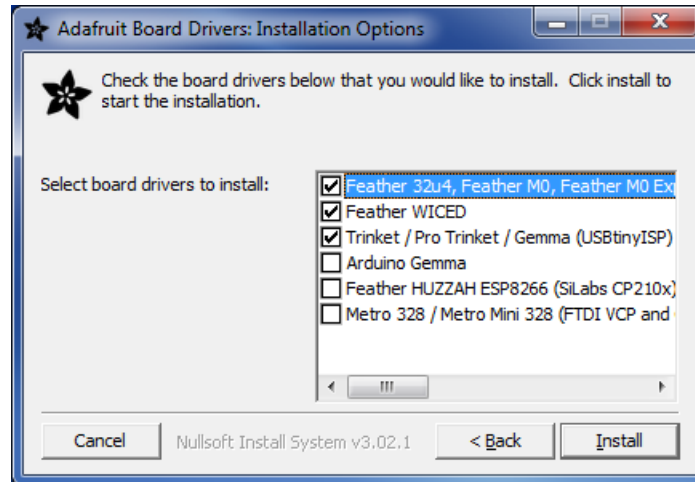 Adafruit Board Drivers: Installation Options
Check the board drivers below that you would like to install. Click install to
start the installation.
Select board drivers to install:
Feather 32u4, Feather M0, Feather M0
Feather WICED
Trinket / Pro Trinket / Gemma (USBtinyISP)
Arduino Gemma
Feather HUZZAH ESP8266 (SiLabs CP210x)
Metro 328 / Metro Mini 328 (FTDI VCP and
Cancel
Nullsoft Install System v3.02.1
< Back
Install